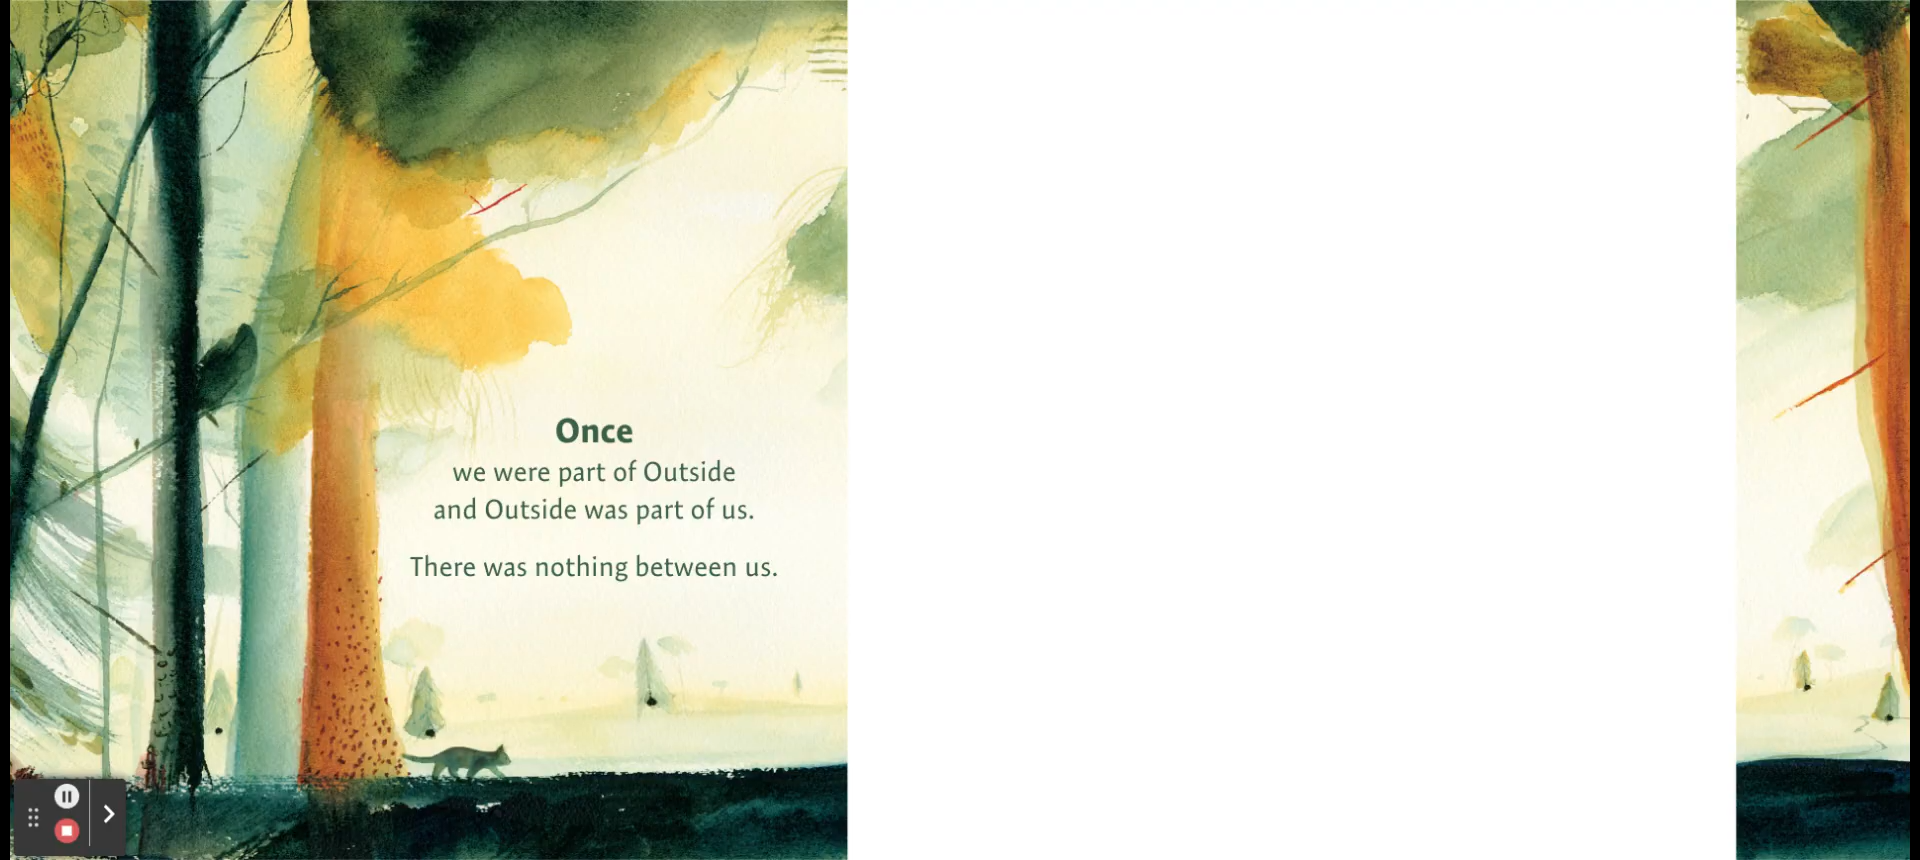 Once
we were part of Outside
and Outside was part of us.
There was nothing between us.